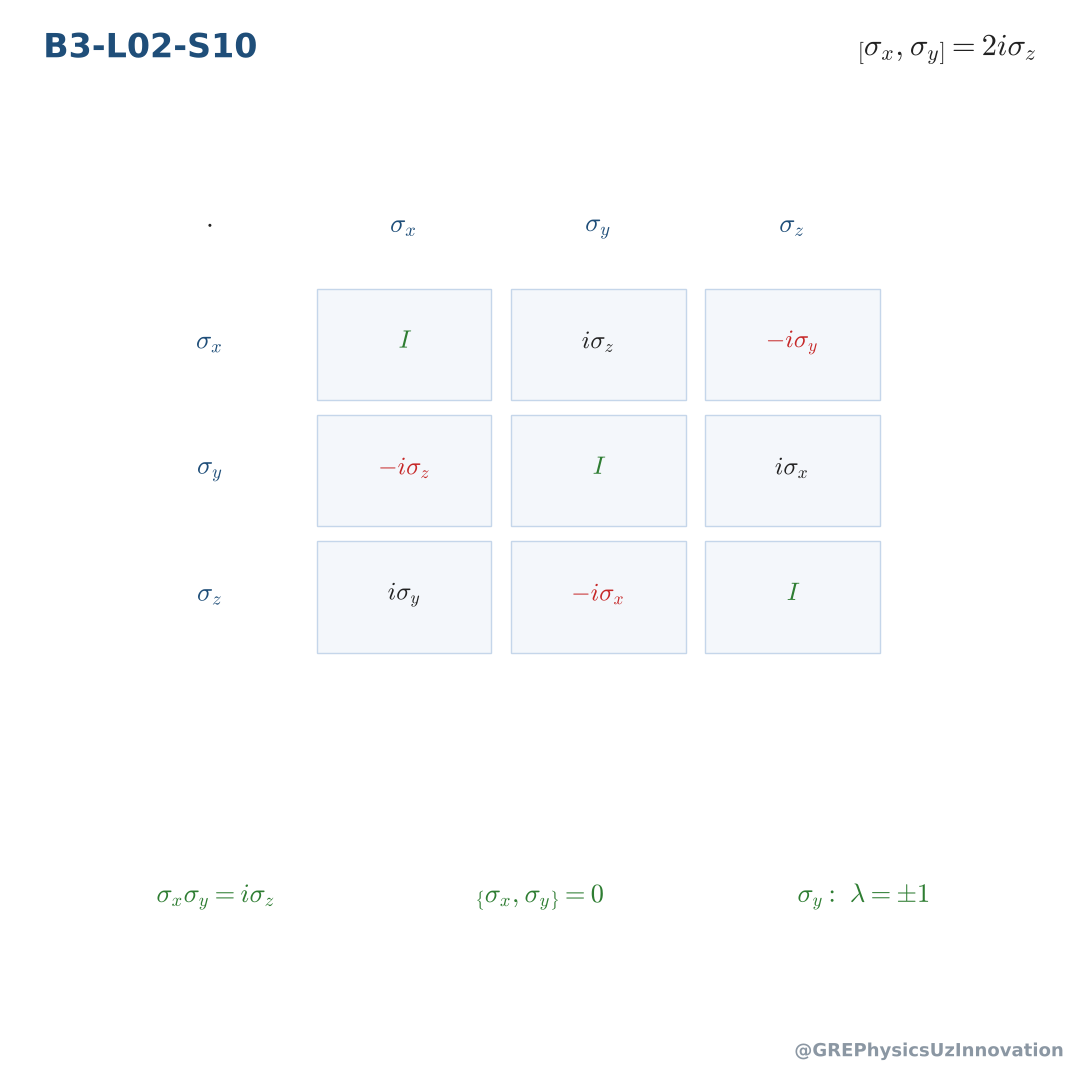 B3-L02-S10 [σ_x, σ_y] = 2iσ_z
· σ_x σ_y σ_z
σ_x I iσ_z −iσ_y
σ_y −iσ_z I iσ_x
σ_z iσ_y −iσ_x I
σ_xσ_y = iσ_z {σ_x, σ_y} = 0 σ_y : λ = ±1
@GREPhysicsUzInnovation